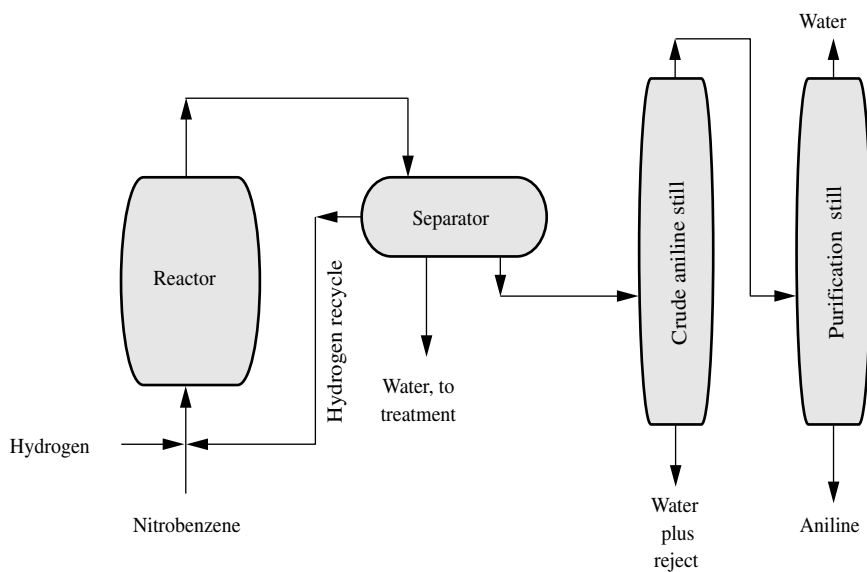 Water
Reactor
Separator
Hydrogen recycle
Crude aniline still
Purification still
Water, to
treatment
Hydrogen
Nitrobenzene
Water
plus
reject
Aniline